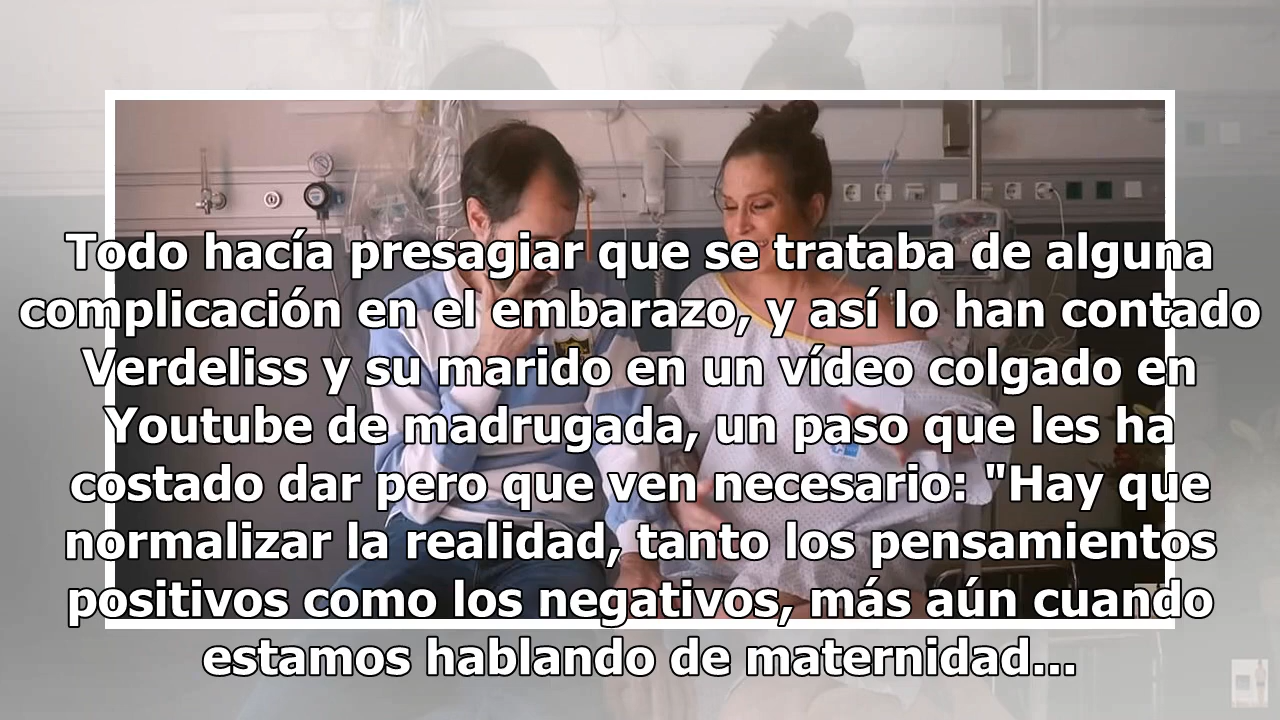 Todo hacía presagiar que se trataba de alguna
complicación en el embarazo, y así lo han contado
Verdeliss y su marido en un vídeo colgado en
Youtube de madrugada, un paso que les ha
costado dar pero que ven necesario: "Hay que
normalizar la realidad, tanto los pensamientos
positivos como los negativos, más aún cuando
estamos hablando de maternidad...